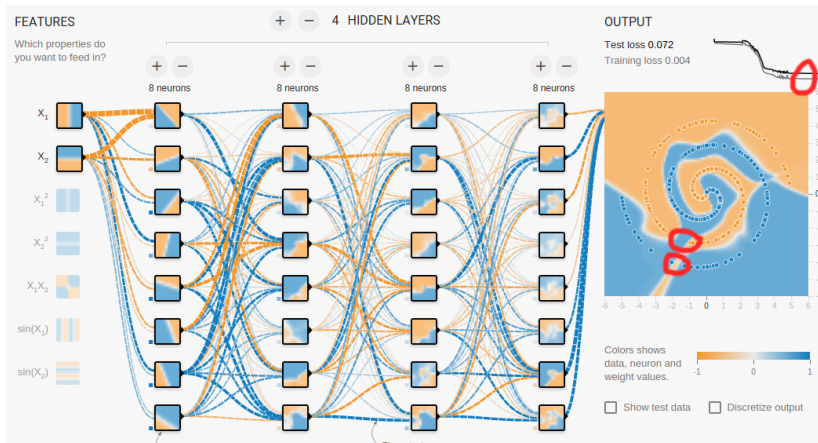 FEATURES
Which properties do
you want to feed in?
+ − 4 HIDDEN LAYERS
+ −
+ −
+ −
+ −
8 neurons
8 neurons
8 neurons
8 neurons
X1
X2
X1²
X2²
X1X2
sin(X1)
sin(X2)
OUTPUT
Test loss 0.072
Training loss 0.004
-6 -5 -4 -3 -2 -1 0 1 2 3 4 5 6
Colors shows
data, neuron and
weight values.
-1 0 1
Show test data
Discretize output